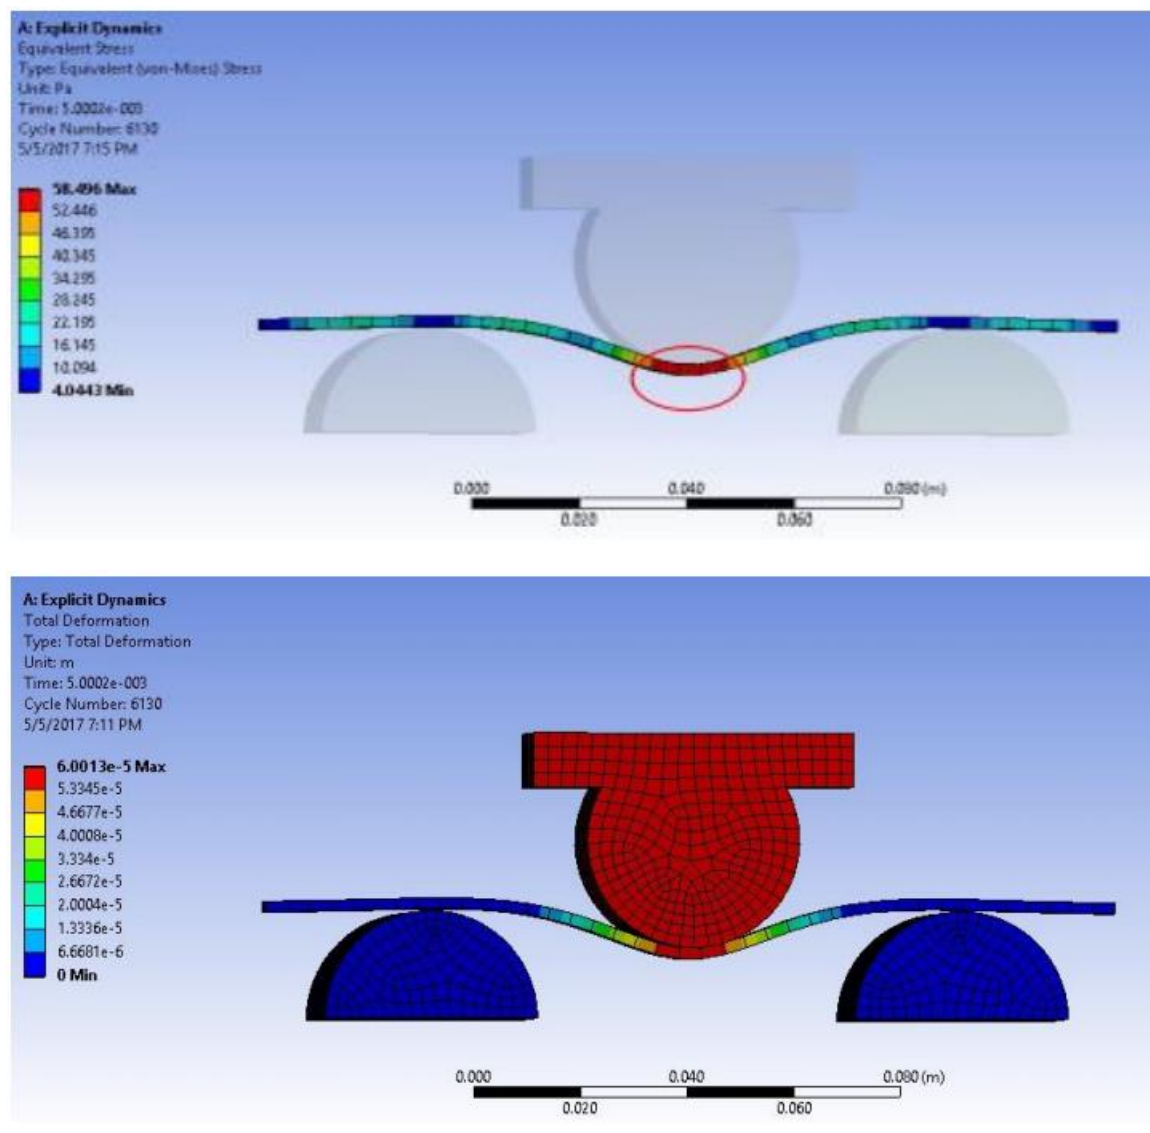 A: Explicit Dynamics
Equivalent Stress
Type: Equivalent (von-Mises) Stress
Unit: Pa
Time: 5.0002e-003
Cycle Number: 6130
5/5/2017 7:15 PM
58.496 Max
52.446
46.395
40.345
34.295
28.245
22.195
16.145
10.094
4.0443 Min
0.000 0.040 0.080 (m)
0.020 0.060
A: Explicit Dynamics
Total Deformation
Type: Total Deformation
Unit: m
Time: 5.0002e-003
Cycle Number: 6130
5/5/2017 7:11 PM
6.0013e-5 Max
5.3345e-5
4.6677e-5
4.0008e-5
3.334e-5
2.6672e-5
2.0004e-5
1.3336e-5
6.6681e-6
0 Min
0.000 0.040 0.080 (m)
0.020 0.060